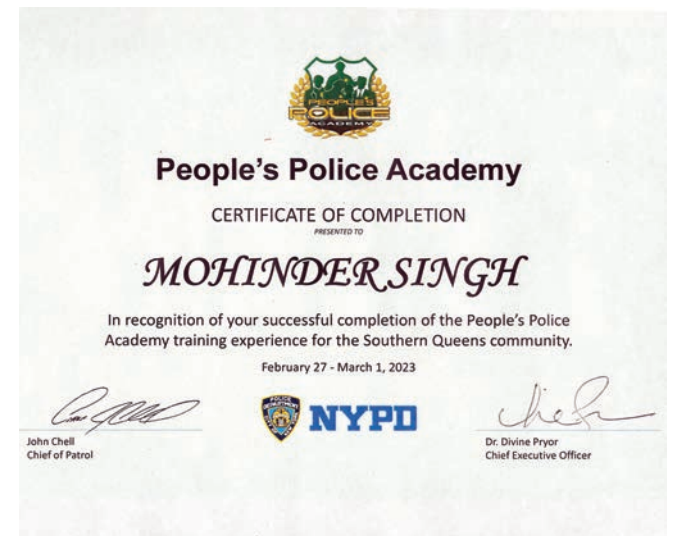 PEOPLE'S
POLICE
ACADEMY
People's Police Academy
CERTIFICATE OF COMPLETION
PRESENTED TO
MOHINDER SINGH
In recognition of your successful completion of the People's Police
Academy training experience for the Southern Queens community.
February 27 - March 1, 2023
POLICE
DEPARTMENT
NYPD
John Chell
Chief of Patrol
Dr. Divine Pryor
Chief Executive Officer